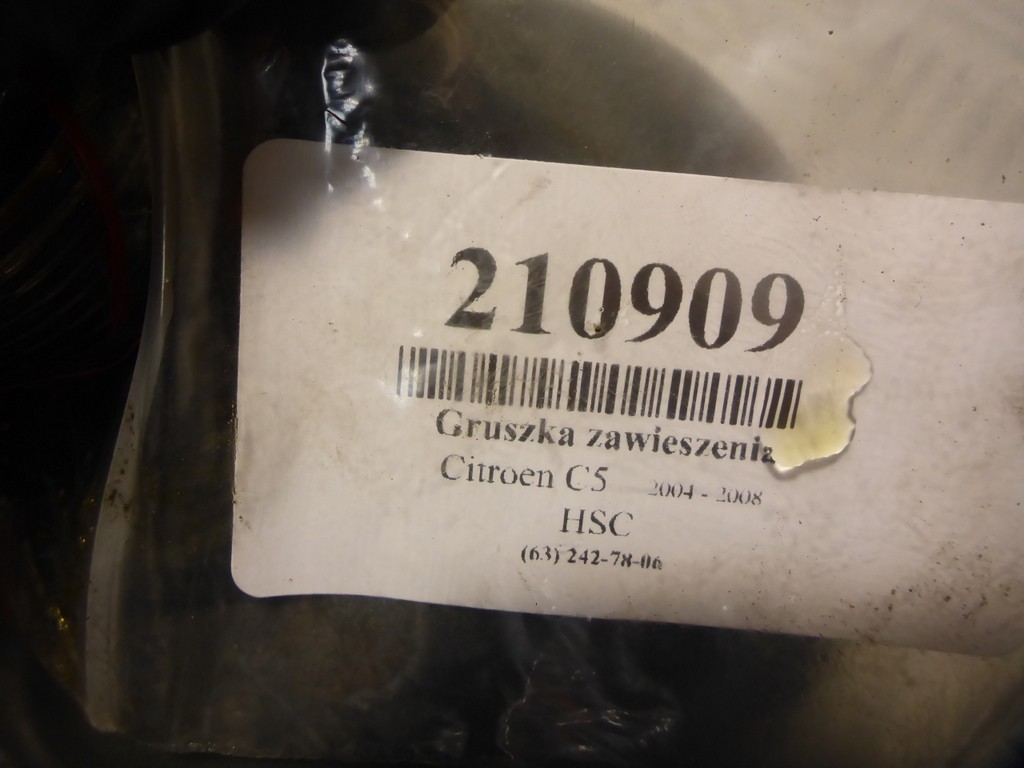 210909
Gruszka zawieszenia
Citroen C5 2004 - 2008
HSC
(63) 242-78-06